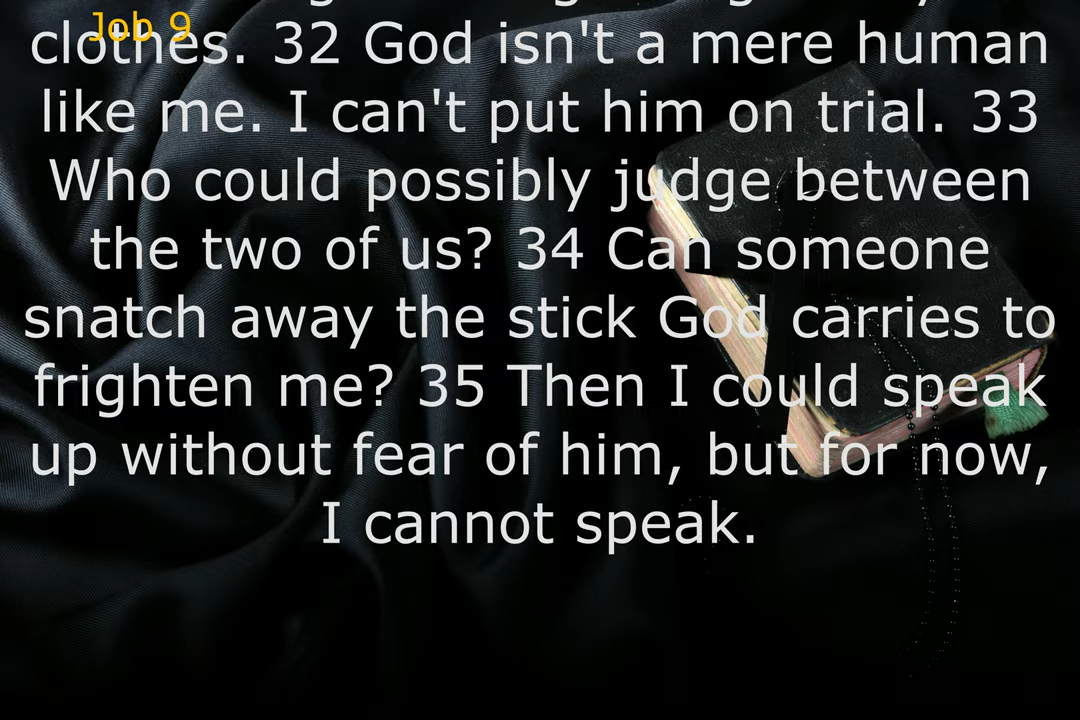 Job 9
clothes. 32 God isn't a mere human
like me. I can't put him on trial. 33
Who could possibly judge between
the two of us? 34 Can someone
snatch away the stick God carries to
frighten me? 35 Then I could speak
up without fear of him, but for now,
I cannot speak.